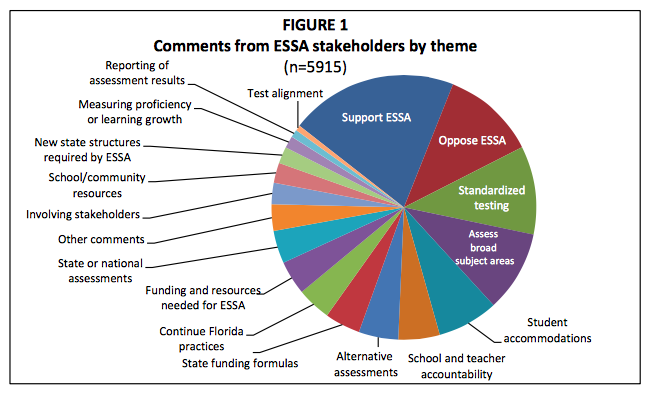 FIGURE 1
Comments from ESSA stakeholders by theme
(n=5915)
Support ESSA
Oppose ESSA
Standardized
testing
Assess
broad
subject areas
Student
accommodations
School and teacher
accountability
Alternative
assessments
State funding formulas
Continue Florida
practices
Funding and resources
needed for ESSA
State or national
assessments
Other comments
Involving stakeholders
School/community
resources
New state structures
required by ESSA
Measuring proficiency
or learning growth
Reporting of
assessment results
Test alignment